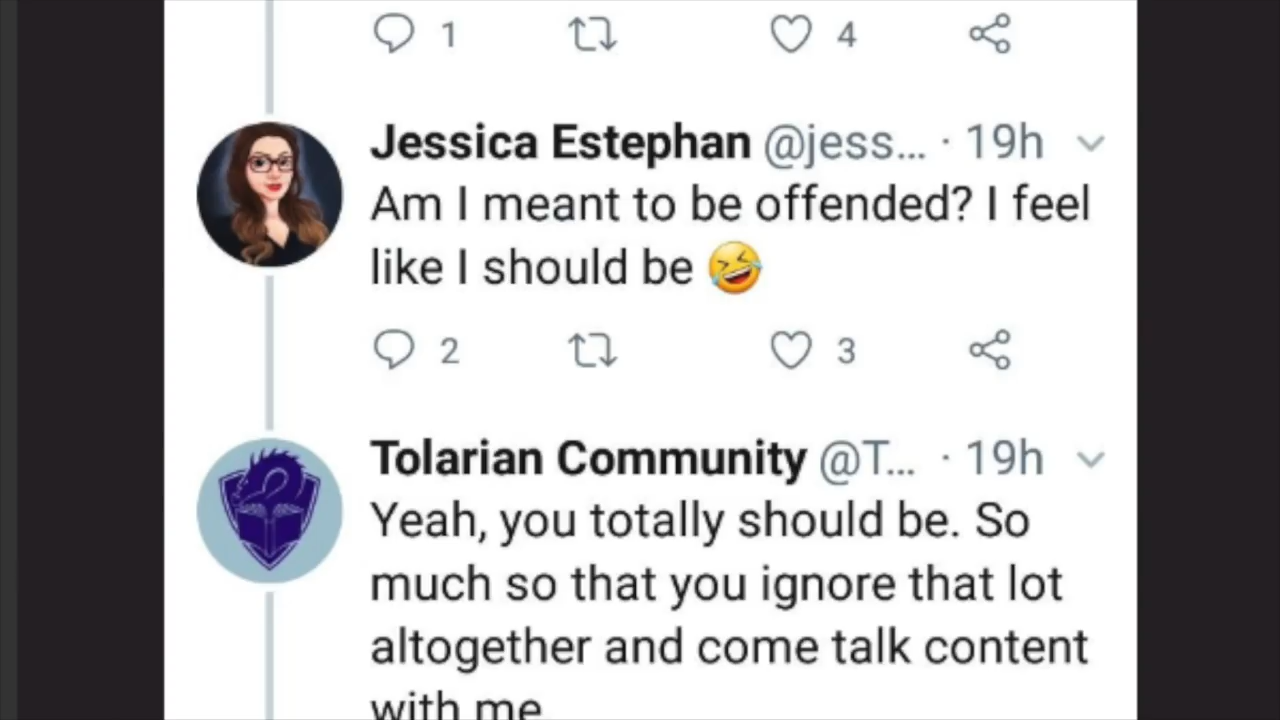 1 4
Jessica Estephan @jess... · 19h
Am I meant to be offended? I feel
like I should be 🤣
2 3
Tolarian Community @T... · 19h
Yeah, you totally should be. So
much so that you ignore that lot
altogether and come talk content
with me